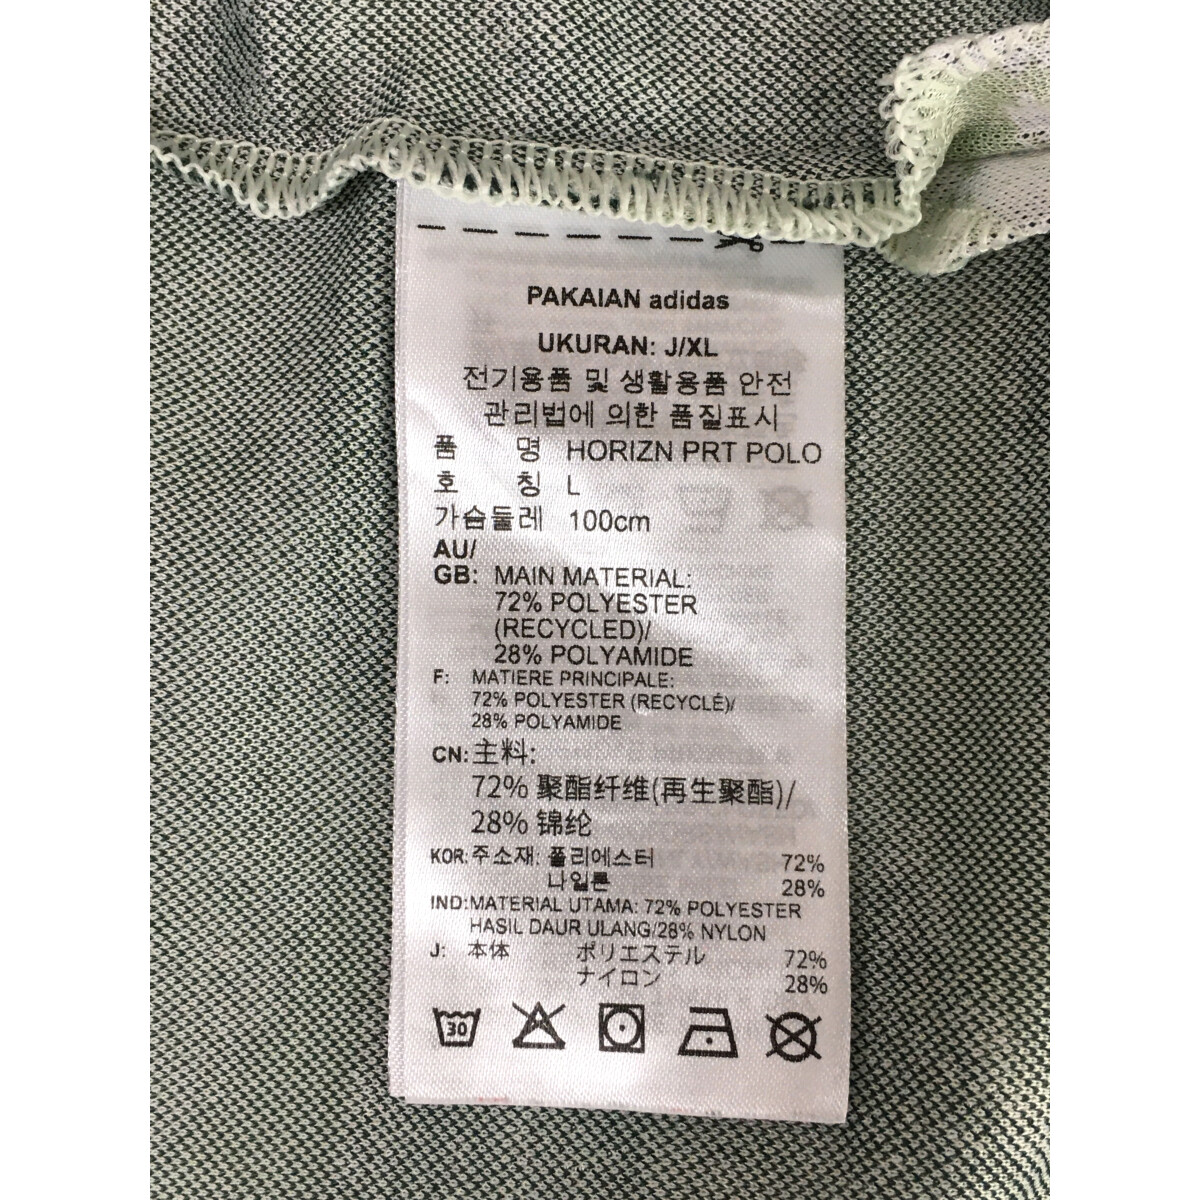 PAKAIAN adidas
UKURAN: J/XL
전기용품 및 생활용품 안전
관리법에 의한 품질표시
품 명 HORIZN PRT POLO
호 칭 L
가슴둘레 100cm
AU/
GB: MAIN MATERIAL:
72% POLYESTER
(RECYCLED)/
28% POLYAMIDE
F: MATIERE PRINCIPALE:
72% POLYESTER (RECYCLÉ)/
28% POLYAMIDE
CN: 主料:
72% 聚酯纤维(再生聚酯)/
28% 锦纶
KOR: 주소재: 폴리에스터 72%
나일론 28%
IND: MATERIAL UTAMA: 72% POLYESTER
HASIL DAUR ULANG/28% NYLON
J: 本体 ポリエステル 72%
ナイロン 28%
30